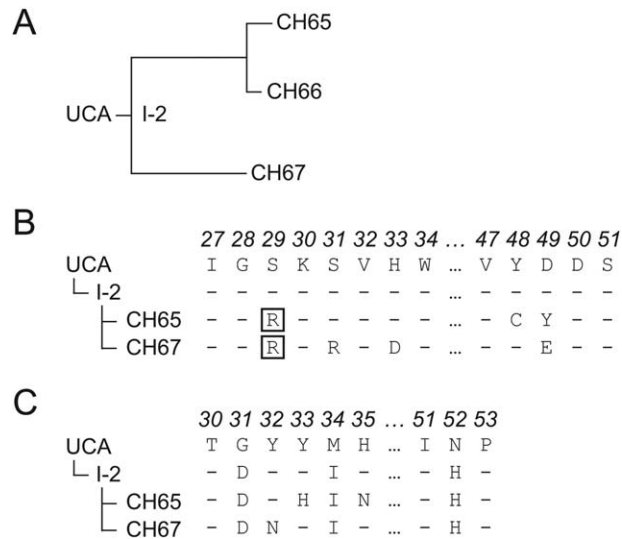 A
CH65
CH66
UCA I-2
CH67
B
27 28 29 30 31 32 33 34 ... 47 48 49 50 51
UCA I G S K S V H W ... V Y D D S
I-2 - - - - - - - - ... - - - - -
CH65 - - R - - - - - ... - C Y - -
CH67 - - R - R - D - ... - - E - -
C
30 31 32 33 34 35 ... 51 52 53
UCA T G Y Y M H ... I N P
I-2 - D - - I - ... - H -
CH65 - D - H I N ... - H -
CH67 - D N - I - ... - H -